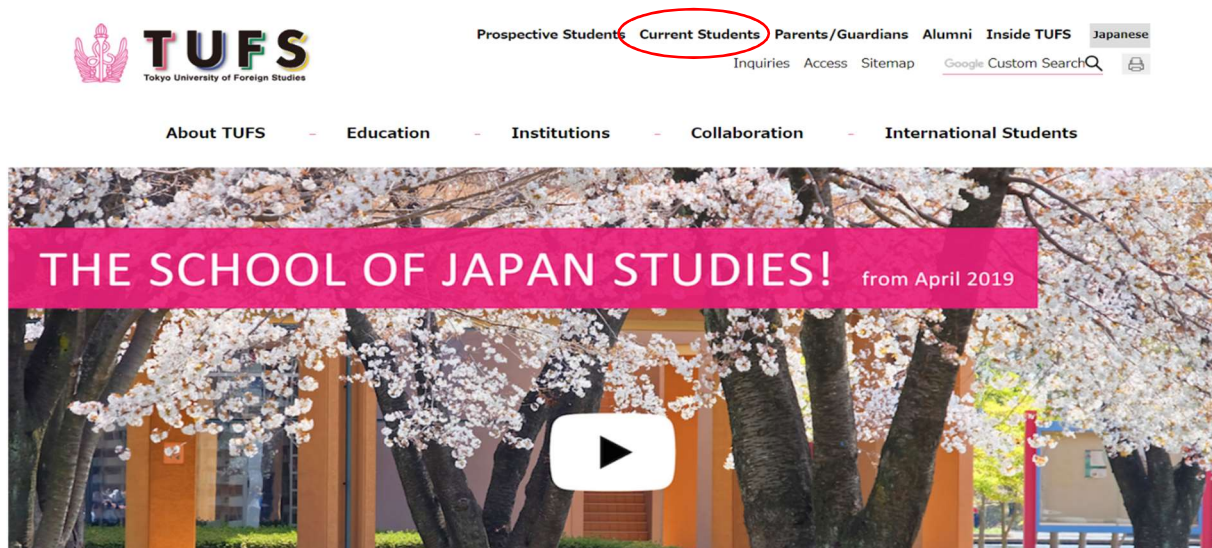 TUFS
Tokyo University of Foreign Studies
Prospective Students Current Students Parents/Guardians Alumni Inside TUFS Japanese
Inquiries Access Sitemap Google Custom Search
About TUFS - Education - Institutions - Collaboration - International Students
THE SCHOOL OF JAPAN STUDIES! from April 2019